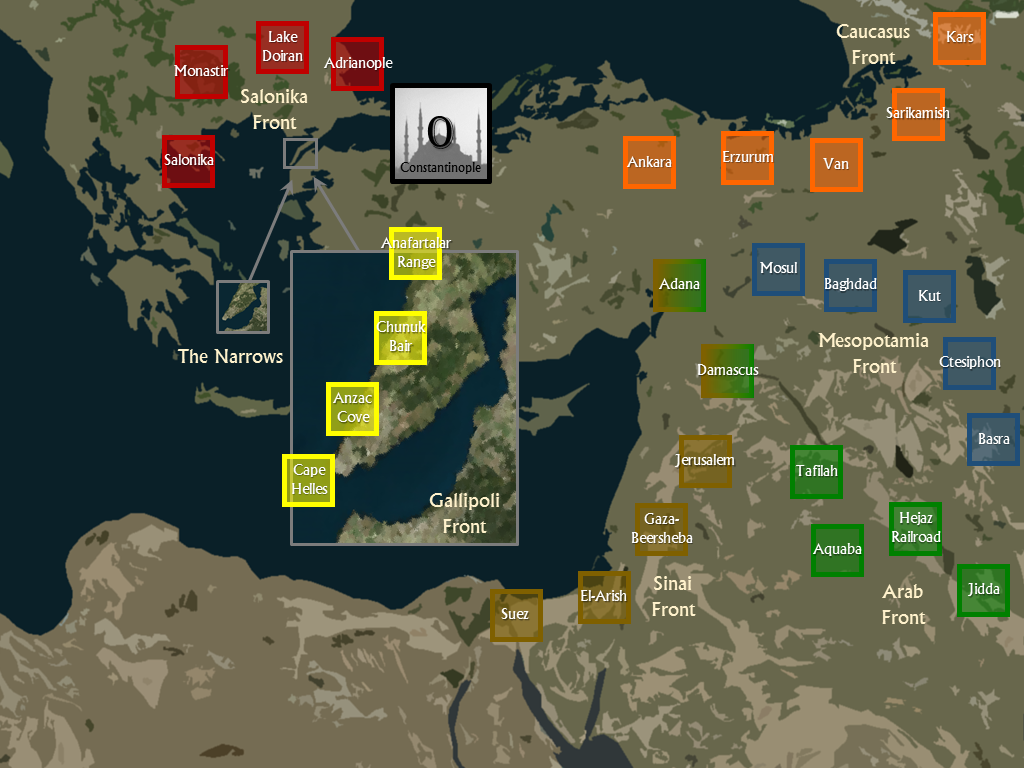 Lake
Doiran
Monastir
Adrianople
Salonika
Front
Salonika
O
Constantinople
Caucasus
Front
Kars
Sarikamish
Ankara
Erzurum
Van
Anafartalar
Range
Chunuk
Bair
Anzac
Cove
Cape
Helles
Gallipoli
Front
The Narrows
Adana
Mosul
Baghdad
Kut
Mesopotamia
Front
Ctesiphon
Damascus
Basra
Jerusalem
Tafilah
Gaza-
Beersheba
Aquaba
Hejaz
Railroad
El-Arish
Sinai
Front
Arab
Front
Jidda
Suez